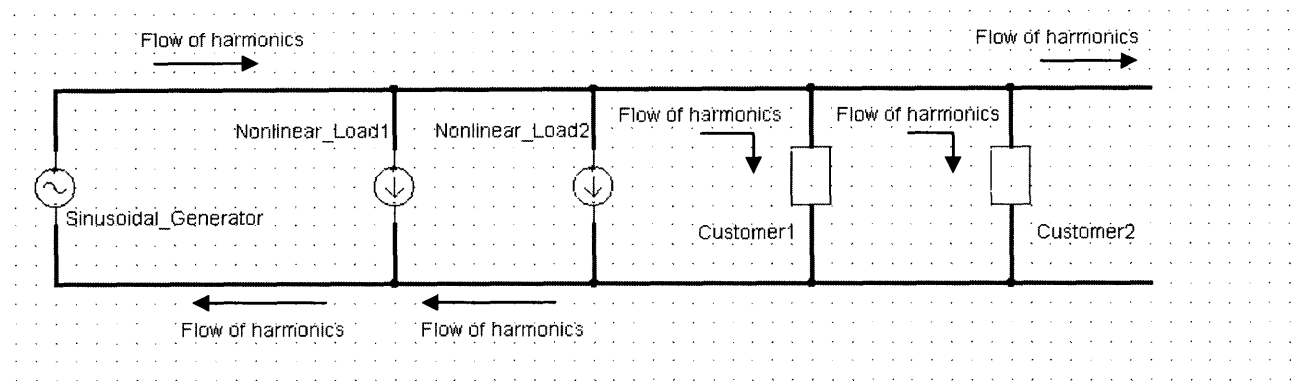 Flow of harmonics
Flow of harmonics
Nonlinear_Load1
Nonlinear_Load2
Flow of harmonics
Flow of harmonics
Sinusoidal_Generator
Customer1
Customer2
Flow of harmonics
Flow of harmonics